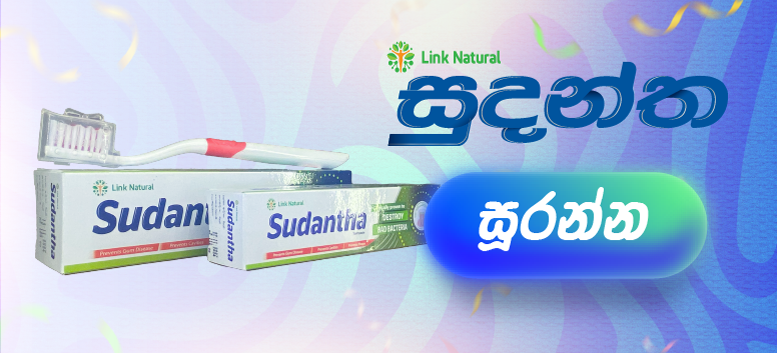 Link Natural
සුදන්ත
සූරන්න
Link Natural
Sudantha
Prevents Gum Disease
Link Natural
Sudantha
DESTROY
BAD BACTERIA
Sudantha